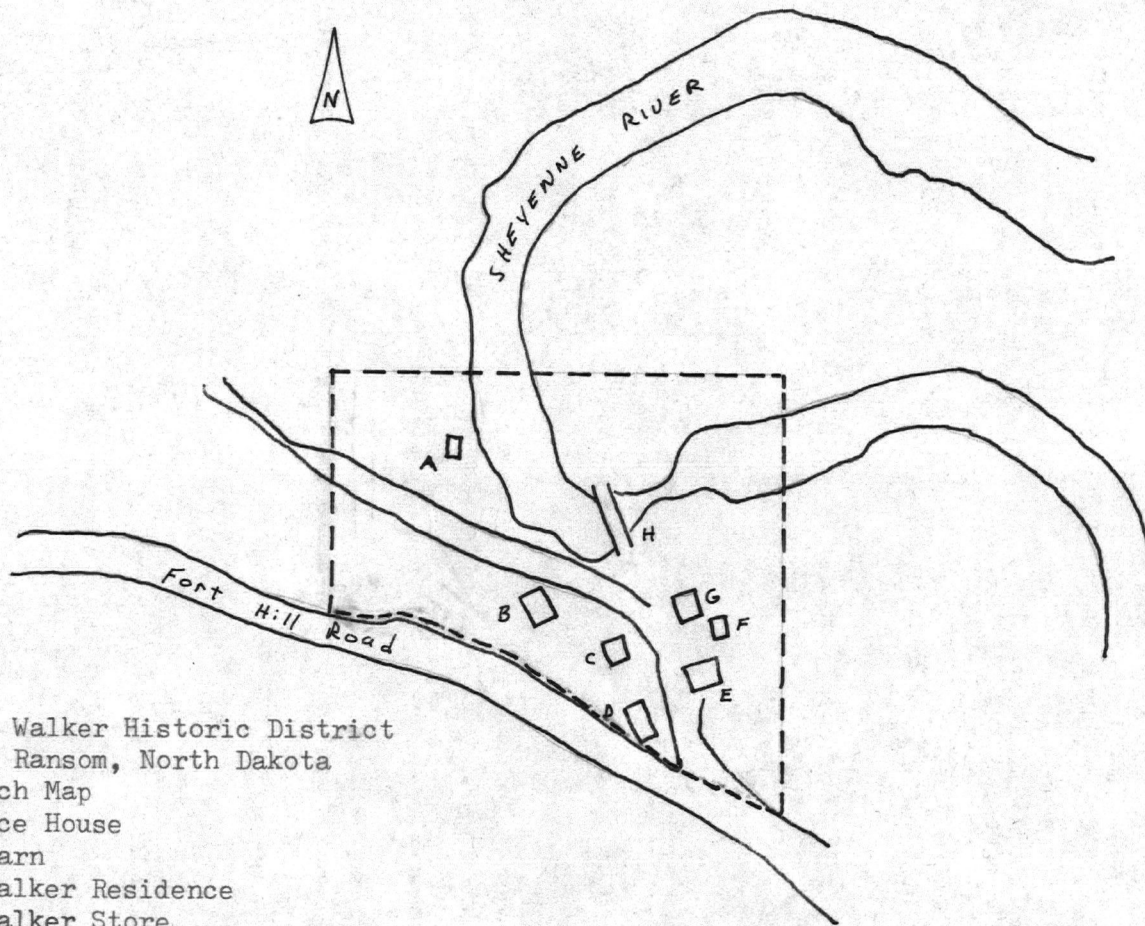 N
SHEYENNE RIVER
A
H
B
G
F
C
E
D
Fort Hill Road
Walker Historic District
Ransom, North Dakota
ch Map
ce House
arn
alker Residence
alker Store